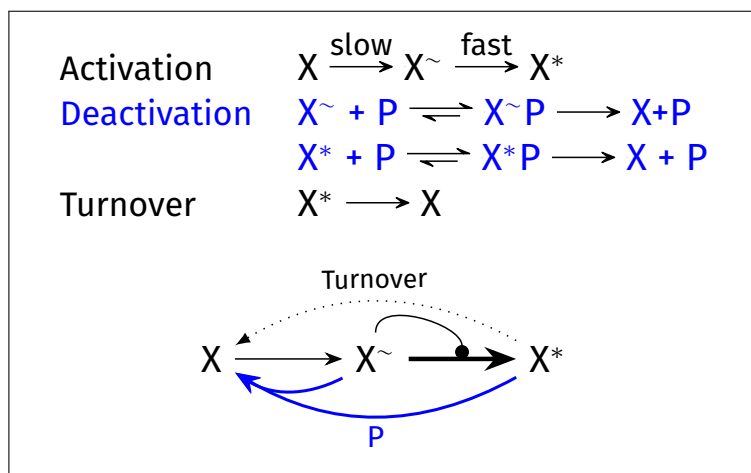 Activation X slow → X~ fast → X*
Deactivation X~ + P ⇌ X~P → X+P
X* + P ⇌ X*P → X + P
Turnover X* → X
Turnover
X → X~ → X*
P